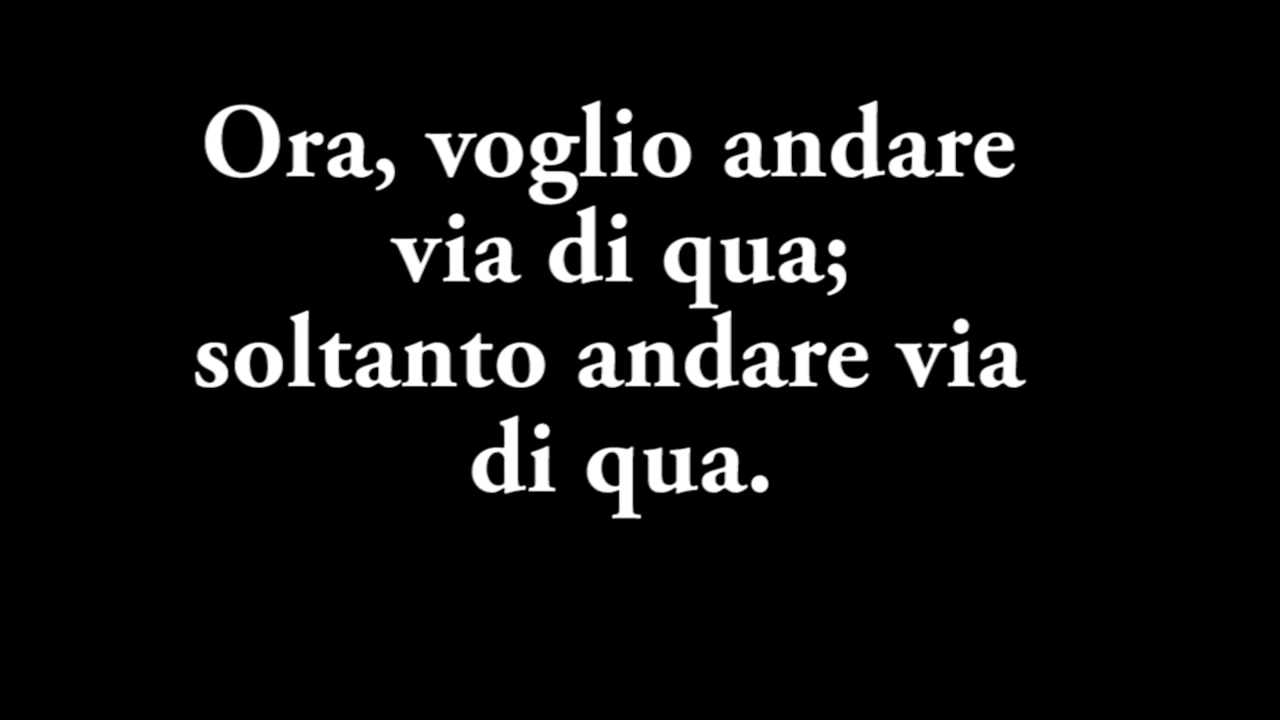 Ora, voglio andare
via di qua;
soltanto andare via
di qua.